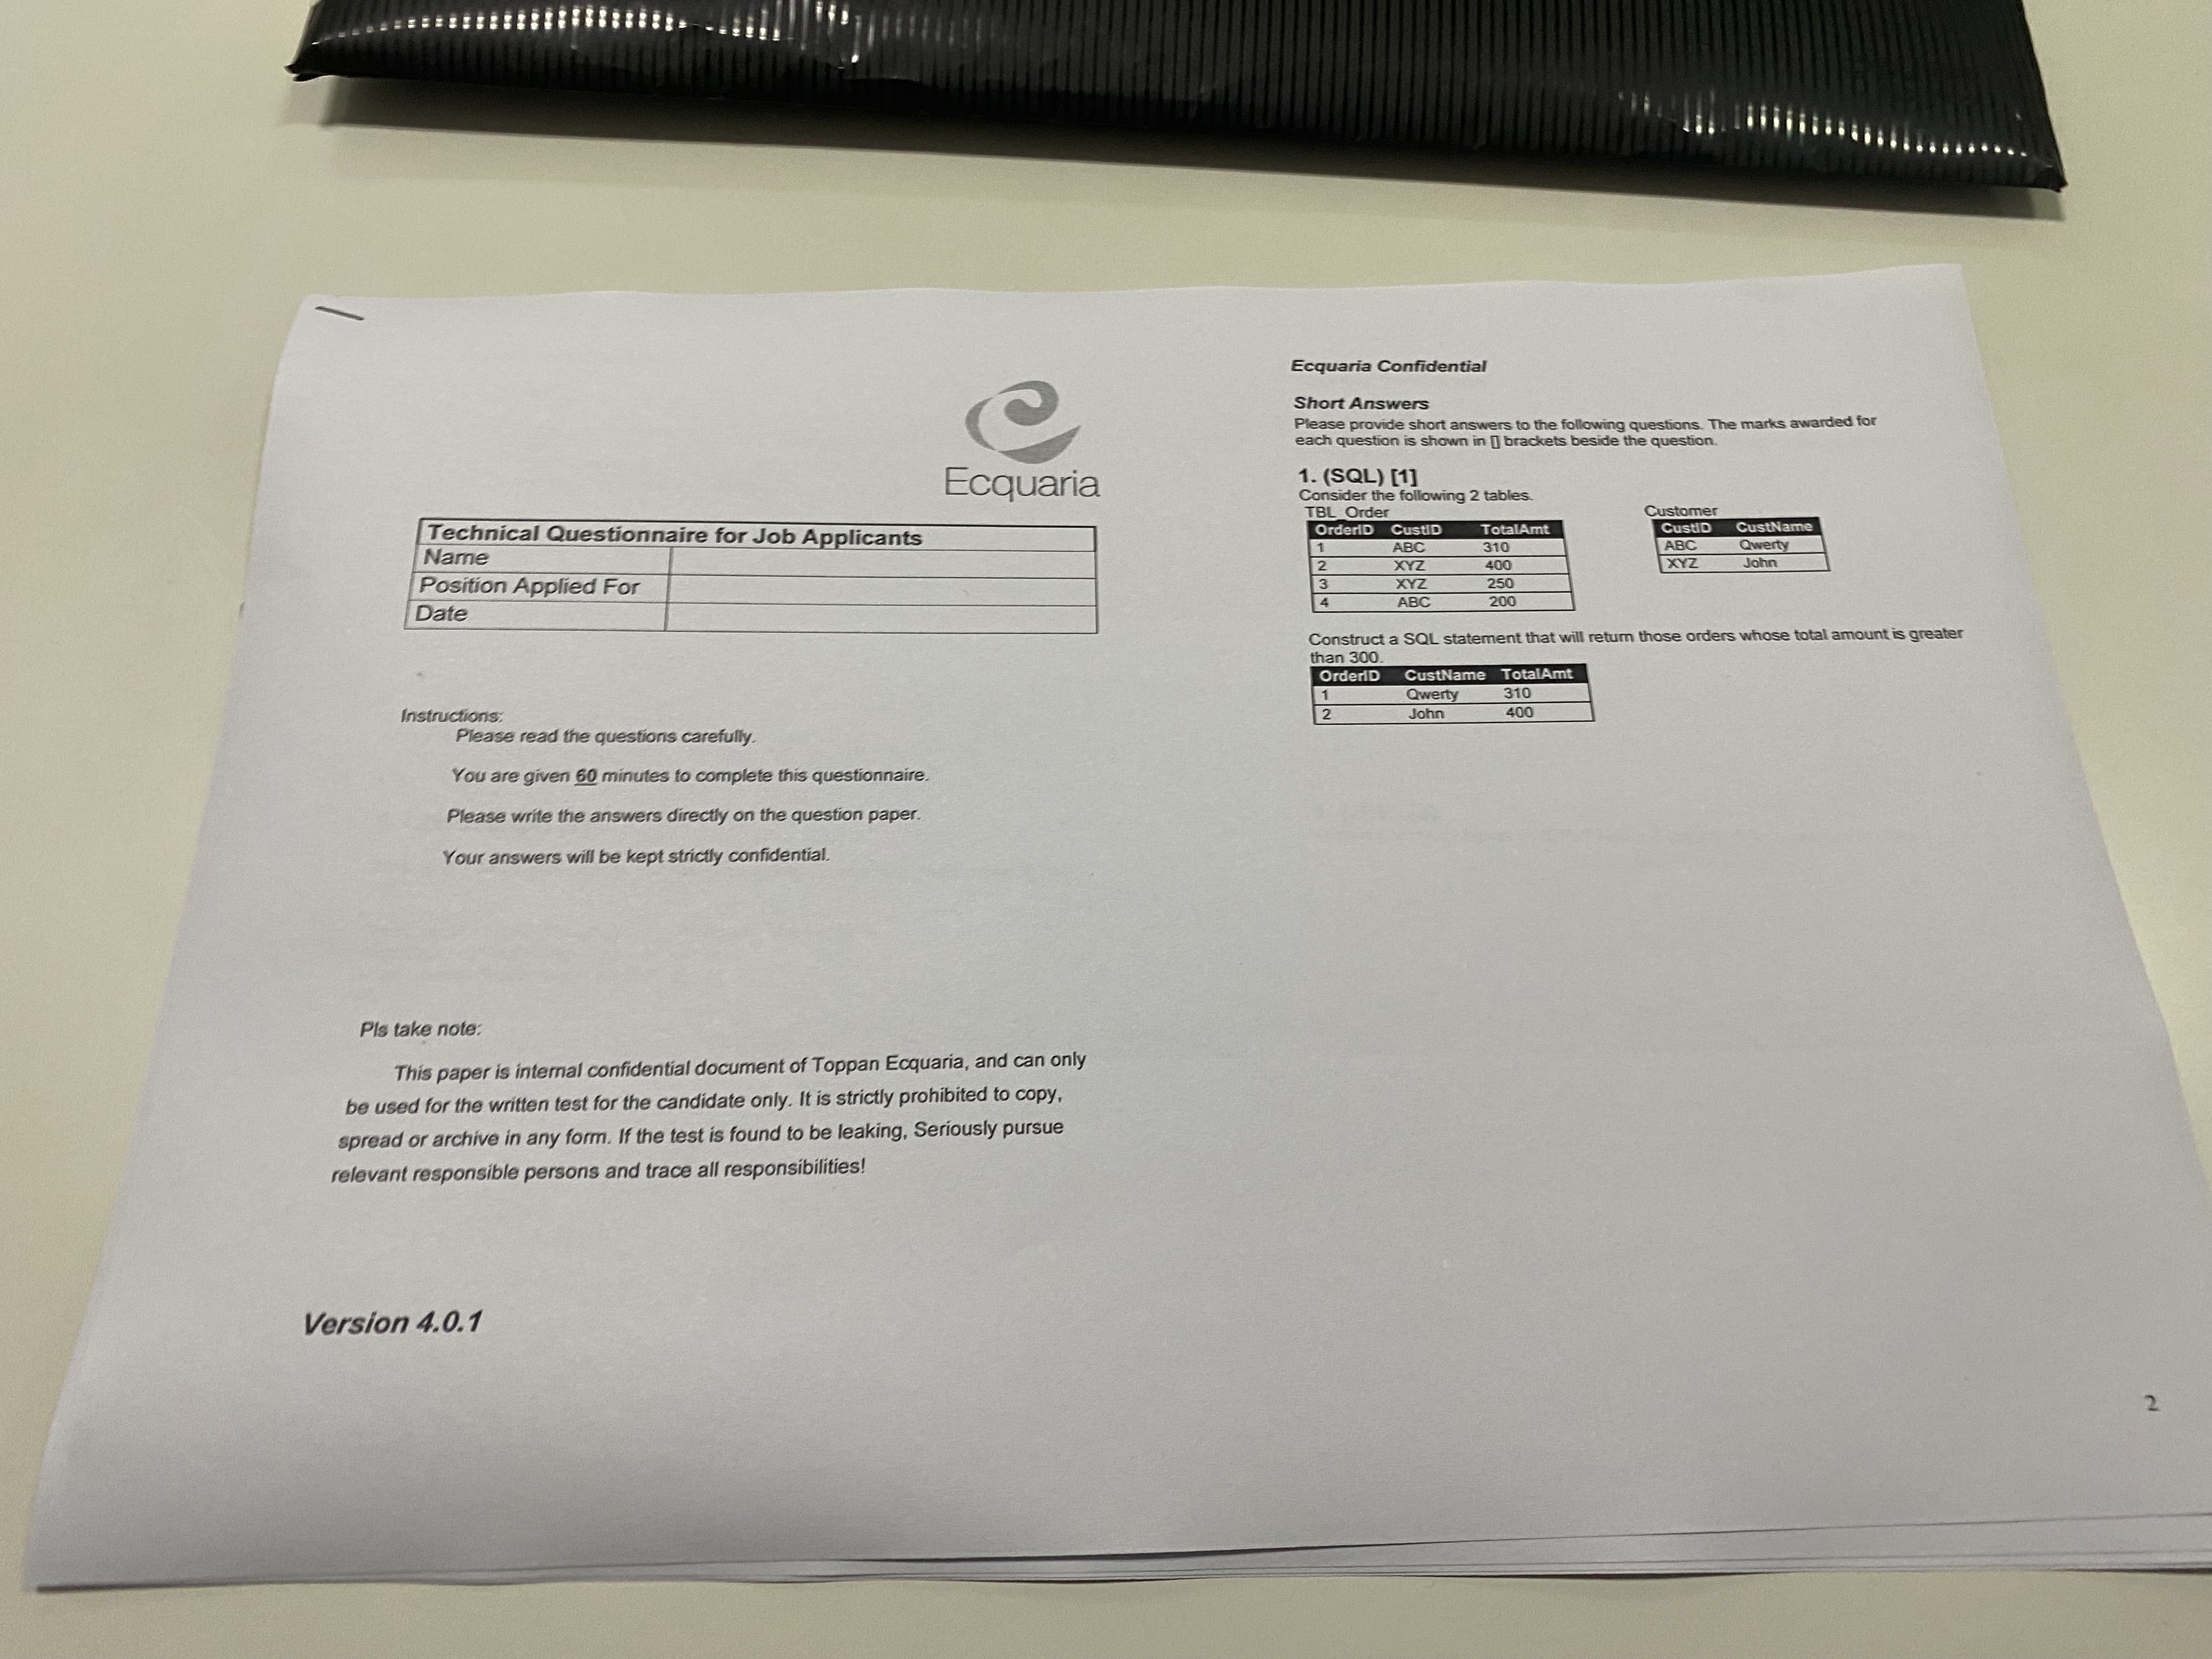 Ecquaria
Technical Questionnaire for Job Applicants
Name
Position Applied For
Date
Instructions:
Please read the questions carefully.
You are given 60 minutes to complete this questionnaire.
Please write the answers directly on the question paper.
Your answers will be kept strictly confidential.
Pls take note:
This paper is internal confidential document of Toppan Ecquaria, and can only
be used for the written test for the candidate only. It is strictly prohibited to copy,
spread or archive in any form. If the test is found to be leaking, Seriously pursue
relevant responsible persons and trace all responsibilities!
Version 4.0.1
Ecquaria Confidential
Short Answers
Please provide short answers to the following questions. The marks awarded for
each question is shown in [] brackets beside the question.
1. (SQL) [1]
Consider the following 2 tables.
TBL_Order
OrderID CustID TotalAmt
1 ABC 310
2 XYZ 400
3 XYZ 250
4 ABC 200
Customer
CustID CustName
ABC Qwerty
XYZ John
Construct a SQL statement that will return those orders whose total amount is greater
than 300.
OrderID CustName TotalAmt
1 Qwerty 310
2 John 400
2